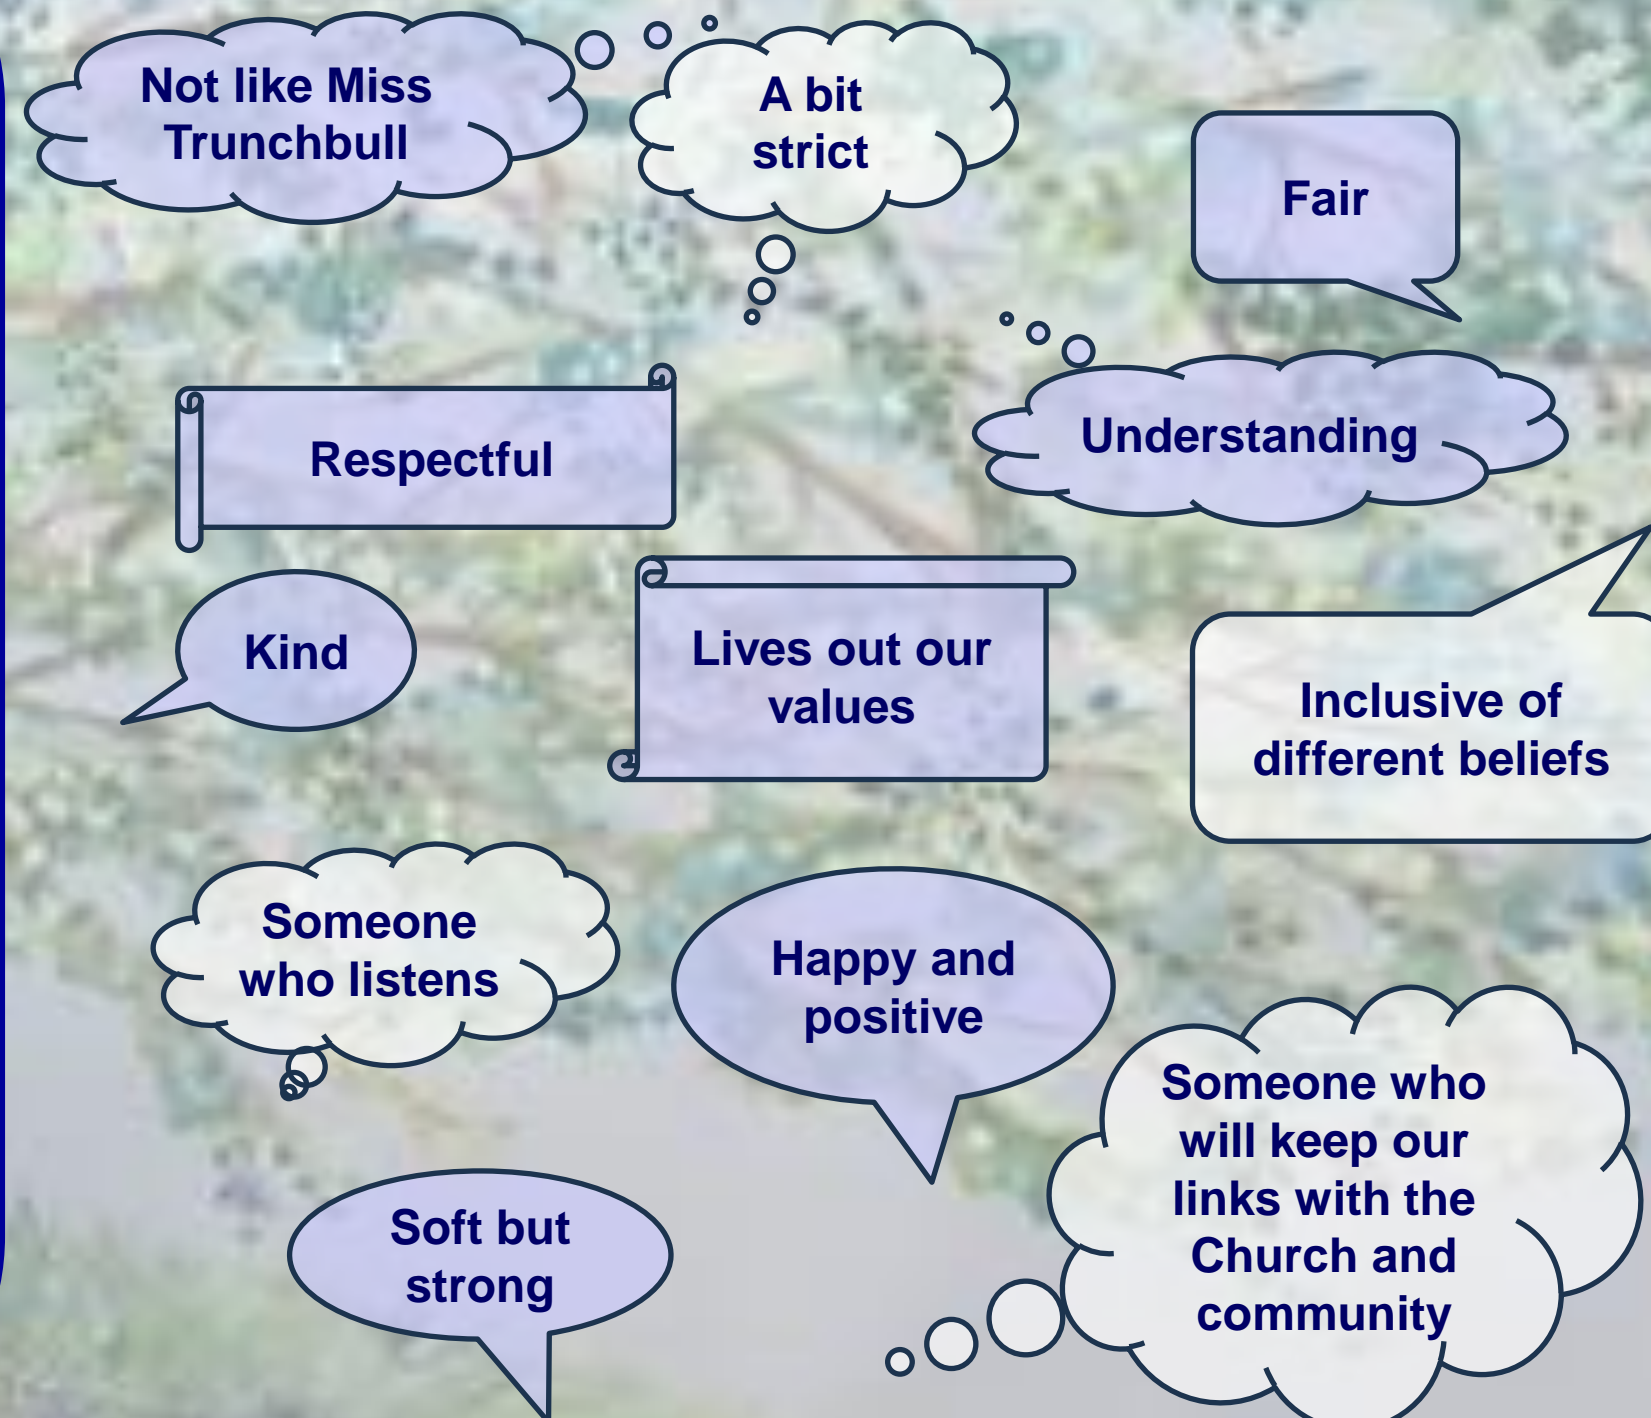 Not like Miss
Trunchbull
A bit
strict
Fair
Respectful
Understanding
Kind
Lives out our
values
Inclusive of
different beliefs
Someone
who listens
Happy and
positive
Someone who
will keep our
links with the
Church and
community
Soft but
strong